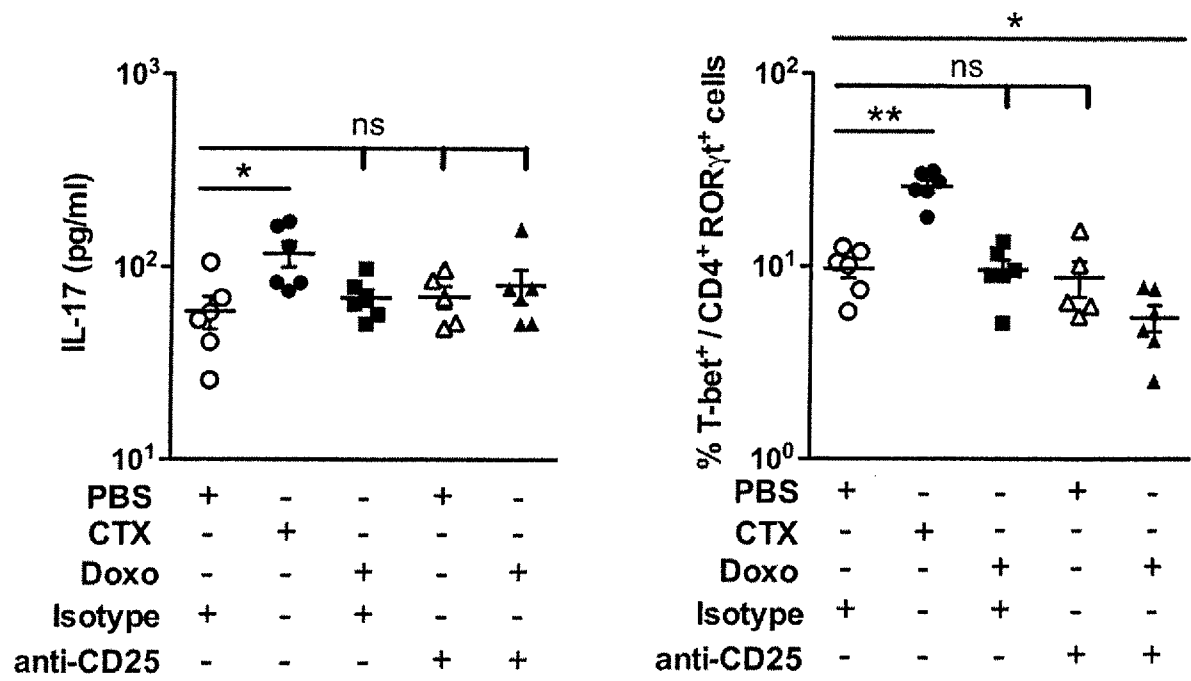 10³
10²
10¹
IL-17 (pg/ml)
ns
*
PBS + - - + -
CTX - + - - -
Doxo - - + - +
Isotype + - + - -
anti-CD25 - - - + +
10²
10¹
10⁰
% T-bet⁺ / CD4⁺ RORγt⁺ cells
*
ns
**
PBS + - - + -
CTX - + - - -
Doxo - - + - +
Isotype + - + - -
anti-CD25 - - - + +